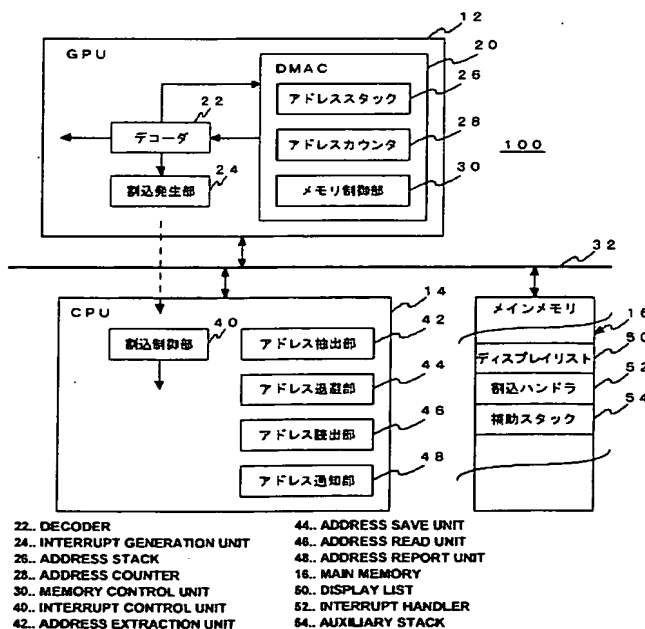 12
GPU
20
DMAC
26
アドレススタック
22
デコーダ
28
アドレスカウンタ
100
24
割込発生部
30
メモリ制御部
32
14
CPU
メインメモリ
16
40
割込制御部
42
アドレス抽出部
50
ディスプレイリスト
52
44
アドレス退避部
割込ハンドラ
54
補助スタック
46
アドレス読出部
48
アドレス通知部
22.. DECODER
24.. INTERRUPT GENERATION UNIT
26.. ADDRESS STACK
28.. ADDRESS COUNTER
30.. MEMORY CONTROL UNIT
40.. INTERRUPT CONTROL UNIT
42.. ADDRESS EXTRACTION UNIT
44.. ADDRESS SAVE UNIT
46.. ADDRESS READ UNIT
48.. ADDRESS REPORT UNIT
16.. MAIN MEMORY
50.. DISPLAY LIST
52.. INTERRUPT HANDLER
54.. AUXILIARY STACK